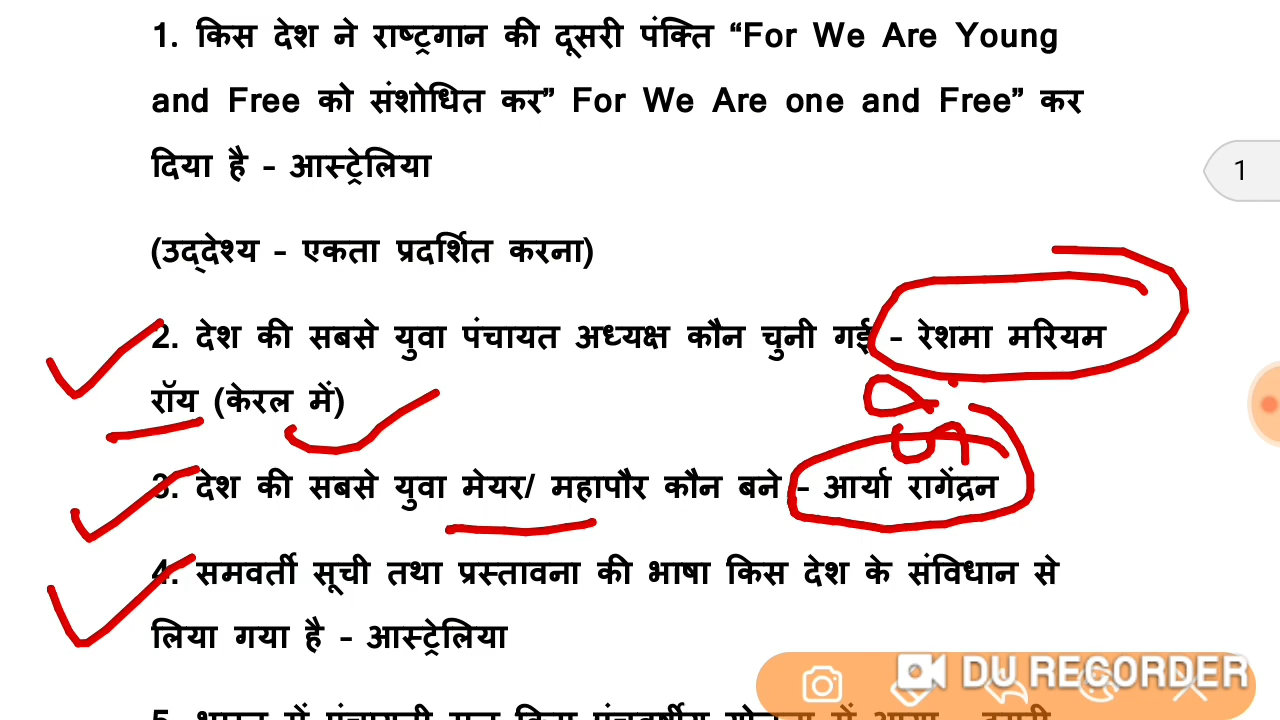 1. किस देश ने राष्ट्रगान की दूसरी पंक्ति “For We Are Young
and Free को संशोधित कर” For We Are one and Free” कर
दिया है – आस्ट्रेलिया
1
(उद्देश्य – एकता प्रदर्शित करना)
2. देश की सबसे युवा पंचायत अध्यक्ष कौन चुनी गई – रेशमा मरियम
रॉय (केरल में)
3. देश की सबसे युवा मेयर/ महापौर कौन बने – आर्या रागेंद्रन
4. समवर्ती सूची तथा प्रस्तावना की भाषा किस देश के संविधान से
लिया गया है – आस्ट्रेलिया
DU RECORDER